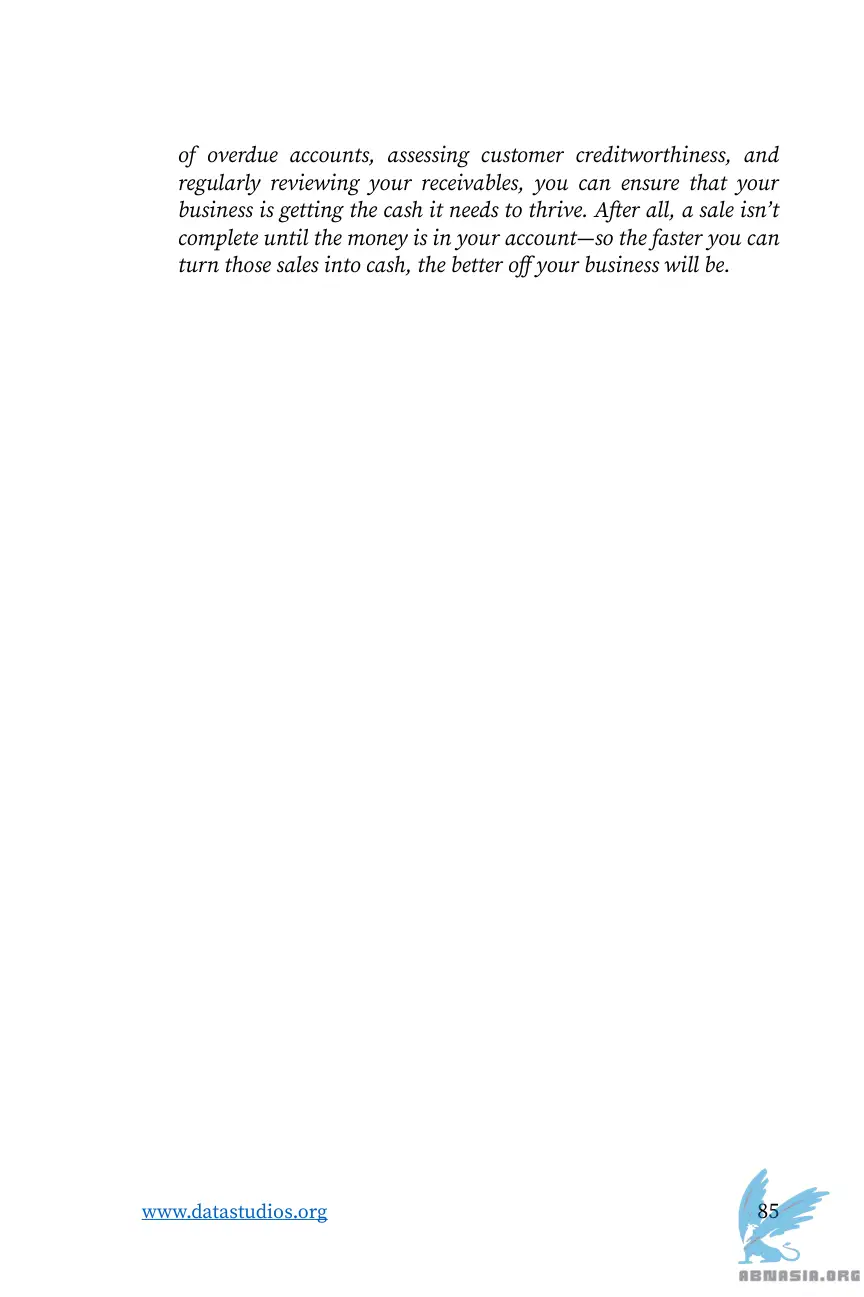 of overdue accounts, assessing customer creditworthiness, and
regularly reviewing your receivables, you can ensure that your
business is getting the cash it needs to thrive. After all, a sale isn’t
complete until the money is in your account—so the faster you can
turn those sales into cash, the better off your business will be.
www.datastudios.org 85
ABNASIA.ORG